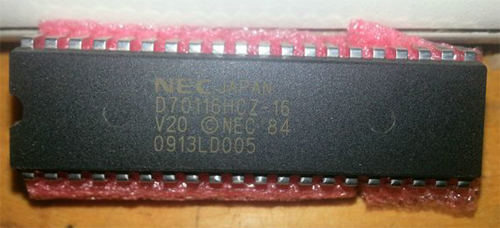 NEC JAPAN
D70116HCZ-16
V20 ©NEC 84
0913LD005